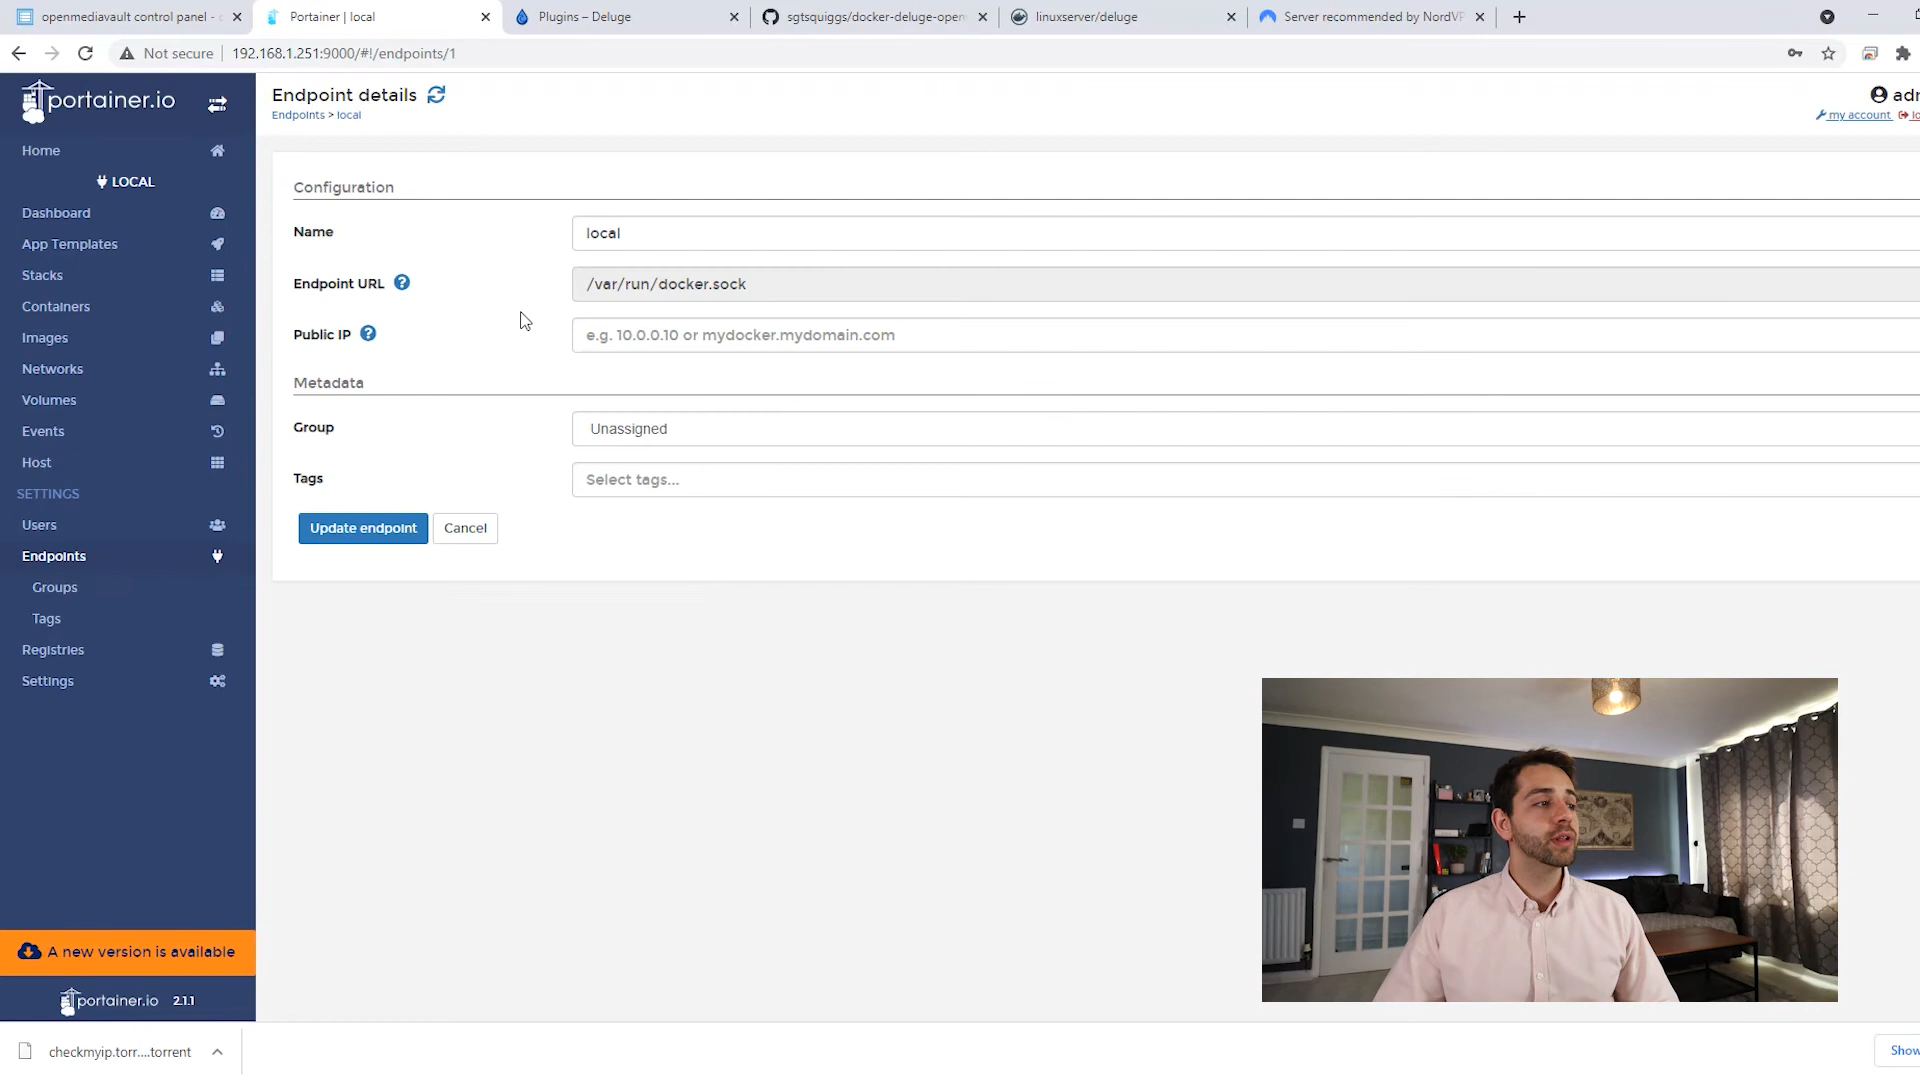 openmediavault control panel -
Portainer | local
Plugins – Deluge
sgtsquiggs/docker-deluge-open
linuxserver/deluge
Server recommended by NordVP
Not secure
192.168.1.251:9000/#!/endpoints/1
portainer.io
Home
LOCAL
Dashboard
App Templates
Stacks
Containers
Images
Networks
Volumes
Events
Host
SETTINGS
Users
Endpoints
Groups
Tags
Registries
Settings
A new version is available
portainer.io 2.1.1
Endpoint details
Endpoints > local
my account
Configuration
Name
local
Endpoint URL ?
/var/run/docker.sock
Public IP ?
e.g. 10.0.0.10 or mydocker.mydomain.com
Metadata
Group
Unassigned
Tags
Select tags...
Update endpoint
Cancel
checkmyip.torr....torrent
Show